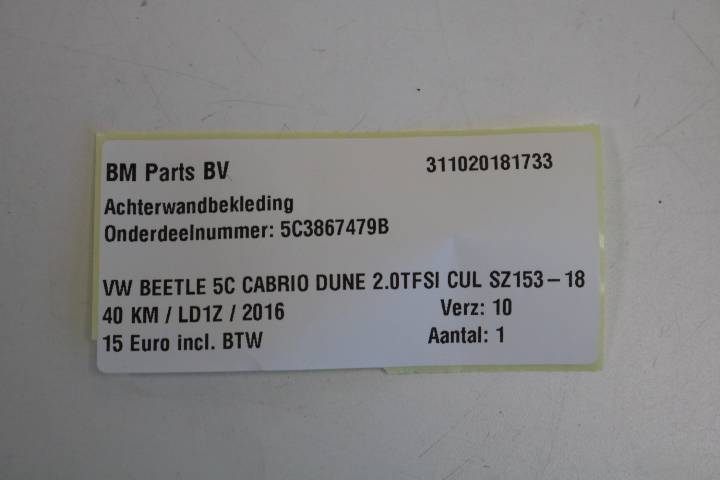 BM Parts BV 311020181733
Achterwandbekleding
Onderdeelnummer: 5C3867479B
VW BEETLE 5C CABRIO DUNE 2.0TFSI CUL SZ153-18
40 KM / LD1Z / 2016 Verz: 10
15 Euro incl. BTW Aantal: 1